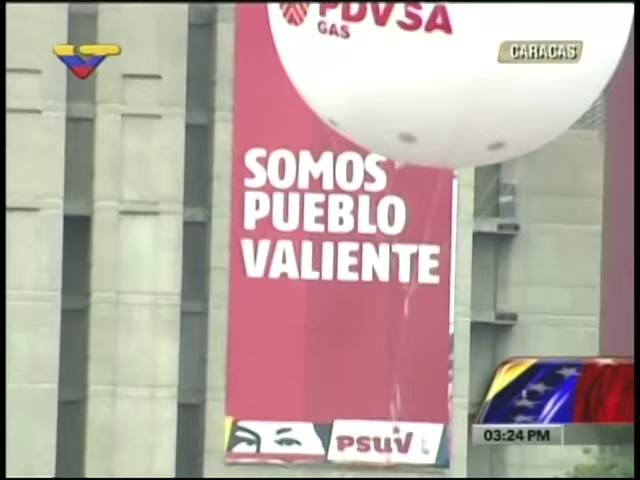 PDVSA
GAS
CARACAS
SOMOS
PUEBLO
VALIENTE
PSUV
03:24 PM